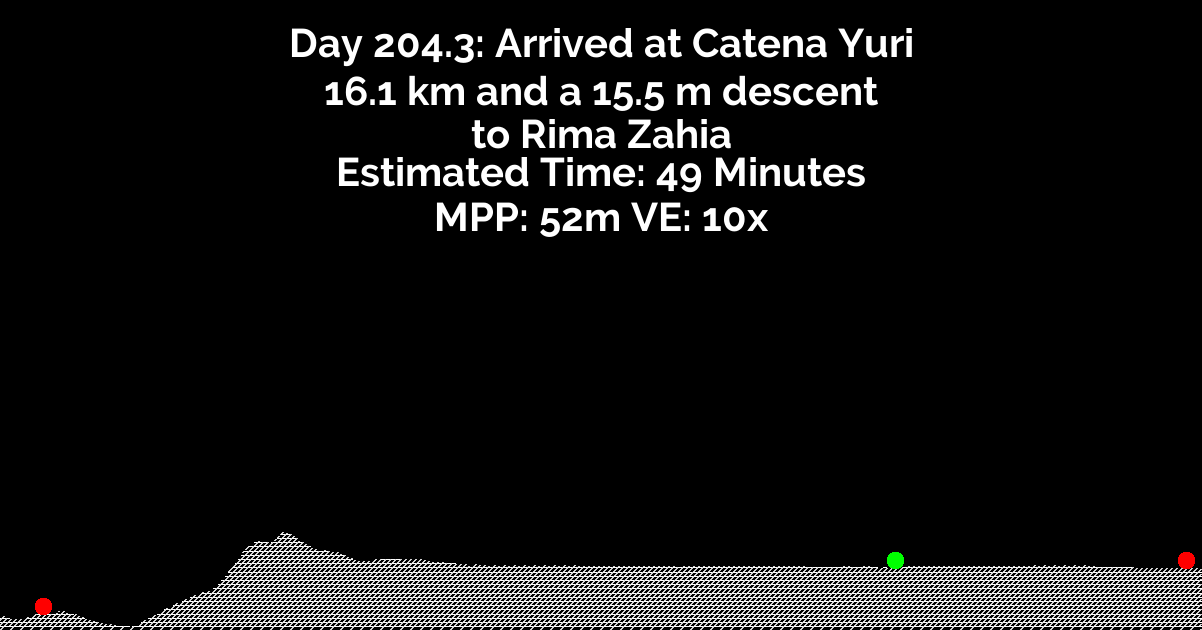 Day 204.3: Arrived at Catena Yuri
16.1 km and a 15.5 m descent
to Rima Zahia
Estimated Time: 49 Minutes
MPP: 52m VE: 10x